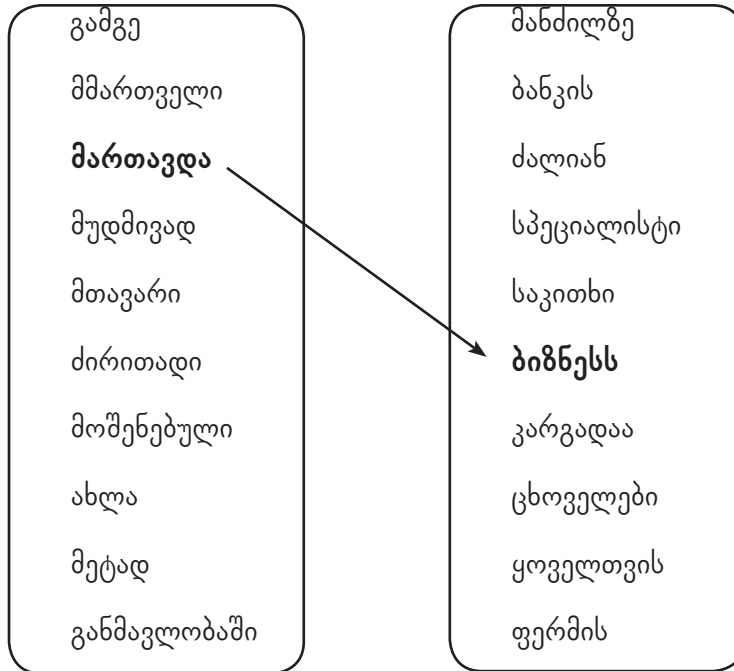 გამგე
მმართველი
მართავდა
მუდმივად
მთავარი
ძირითადი
მოშენებული
ახლა
მეტად
განმავლობაში
მანძილზე
ბანკის
ძალიან
სპეციალისტი
საკითხი
ბიზნესს
კარგადაა
ცხოველები
ყოველთვის
ფერმის